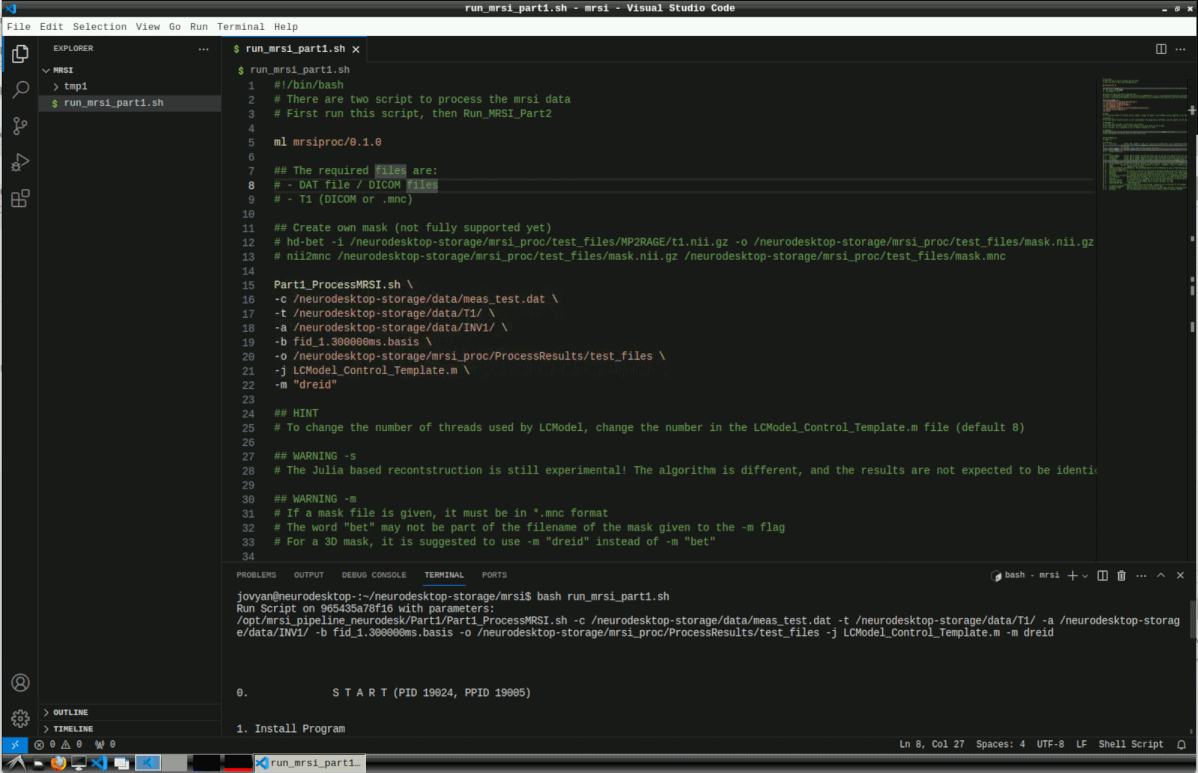 run_mrsi_part1.sh - mrsi - Visual Studio Code
File Edit Selection View Go Run Terminal Help
EXPLORER
MRSI
tmp1
$ run_mrsi_part1.sh
OUTLINE
TIMELINE
$ run_mrsi_part1.sh
$ run_mrsi_part1.sh
1 #!/bin/bash
2 # There are two script to process the mrsi data
3 # First run this script, then Run_MRSI_Part2
4
5 ml mrsiproc/0.1.0
6
7 ## The required files are:
8 # - DAT file / DICOM files
9 # - T1 (DICOM or .mnc)
10
11 ## Create own mask (not fully supported yet)
12 # hd-bet -i /neurodesktop-storage/mrsi_proc/test_files/MP2RAGE/t1.nii.gz -o /neurodesktop-storage/mrsi_proc/test_files/mask.nii.gz
13 # nii2mnc /neurodesktop-storage/mrsi_proc/test_files/mask.nii.gz /neurodesktop-storage/mrsi_proc/test_files/mask.mnc
14
15 Part1_ProcessMRSI.sh \
16 -c /neurodesktop-storage/data/meas_test.dat \
17 -t /neurodesktop-storage/data/T1/ \
18 -a /neurodesktop-storage/data/INV1/ \
19 -b fid_1.300000ms.basis \
20 -o /neurodesktop-storage/mrsi_proc/ProcessResults/test_files \
21 -j LCModel_Control_Template.m \
22 -m "dreid"
23
24 ## HINT
25 # To change the number of threads used by LCModel, change the number in the LCModel_Control_Template.m file (default 8)
26
27 ## WARNING -s
28 # The Julia based recontstruction is still experimental! The algorithm is different, and the results are not expected to be identic
29
30 ## WARNING -m
31 # If a mask file is given, it must be in *.mnc format
32 # The word "bet" may not be part of the filename of the mask given to the -m flag
33 # For a 3D mask, it is suggested to use -m "dreid" instead of -m "bet"
34
PROBLEMS OUTPUT DEBUG CONSOLE TERMINAL PORTS
bash - mrsi
jovyan@neurodesktop-:~/neurodesktop-storage/mrsi$ bash run_mrsi_part1.sh
Run Script on 965435a78f16 with parameters:
/opt/mrsi_pipeline_neurodesk/Part1/Part1_ProcessMRSI.sh -c /neurodesktop-storage/data/meas_test.dat -t /neurodesktop-storage/data/T1/ -a /neurodesktop-storag
e/data/INV1/ -b fid_1.300000ms.basis -o /neurodesktop-storage/mrsi_proc/ProcessResults/test_files -j LCModel_Control_Template.m -m dreid
0. S T A R T (PID 19024, PPID 19005)
1. Install Program
0 0 0
Ln 8, Col 27 Spaces: 4 UTF-8 LF Shell Script
run_mrsi_part1...